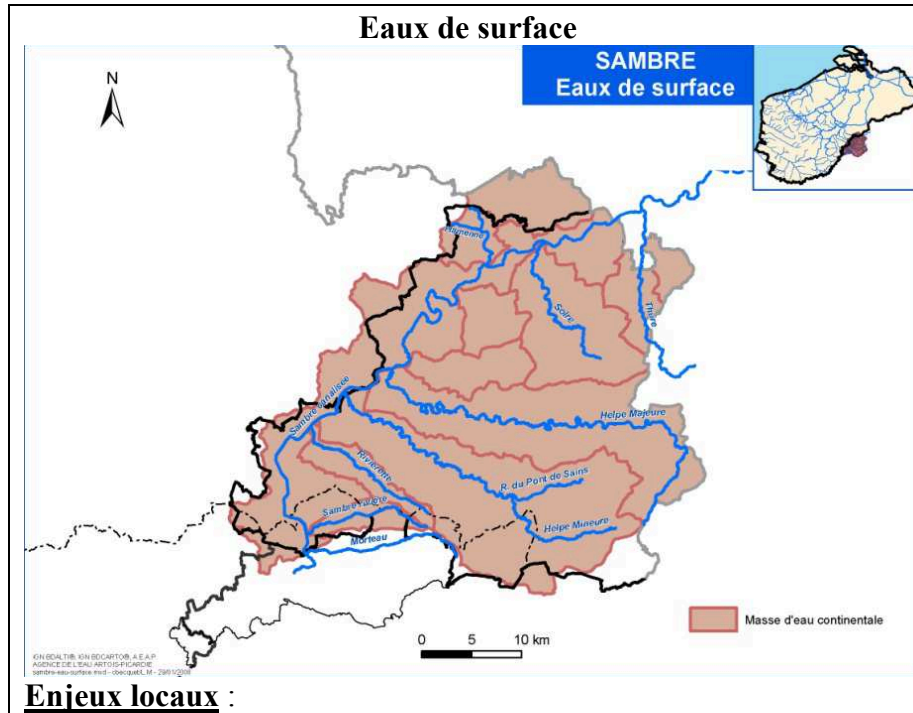 Eaux de surface
SAMBRE
Eaux de surface
N
Flamenne
Solre
Thure
Sambre canalisée
Helpe Majeure
Rivièrette
R. du Pont de Sains
Sambre rivière
Helpe Mineure
Morteau
Masse d'eau continentale
0 5 10 km
IGN BDALTI®, IGN BDCARTO®, A.E.A.P
AGENCE DE L'EAU ARTOIS-PICARDIE
Enjeux locaux :